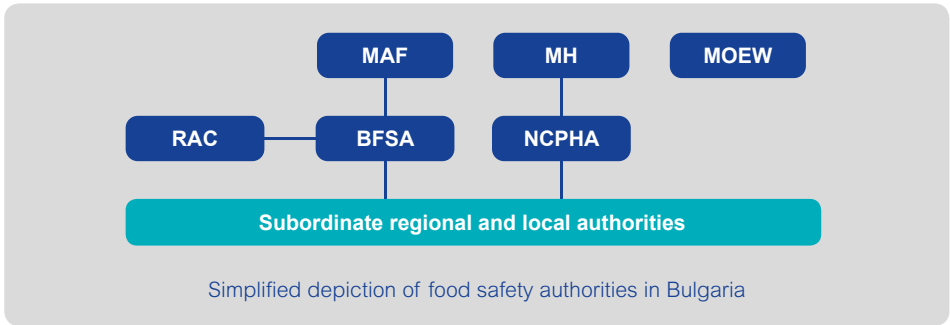 MAF
MH
MOEW
RAC
BFSA
NCPHA
Subordinate regional and local authorities
Simplified depiction of food safety authorities in Bulgaria